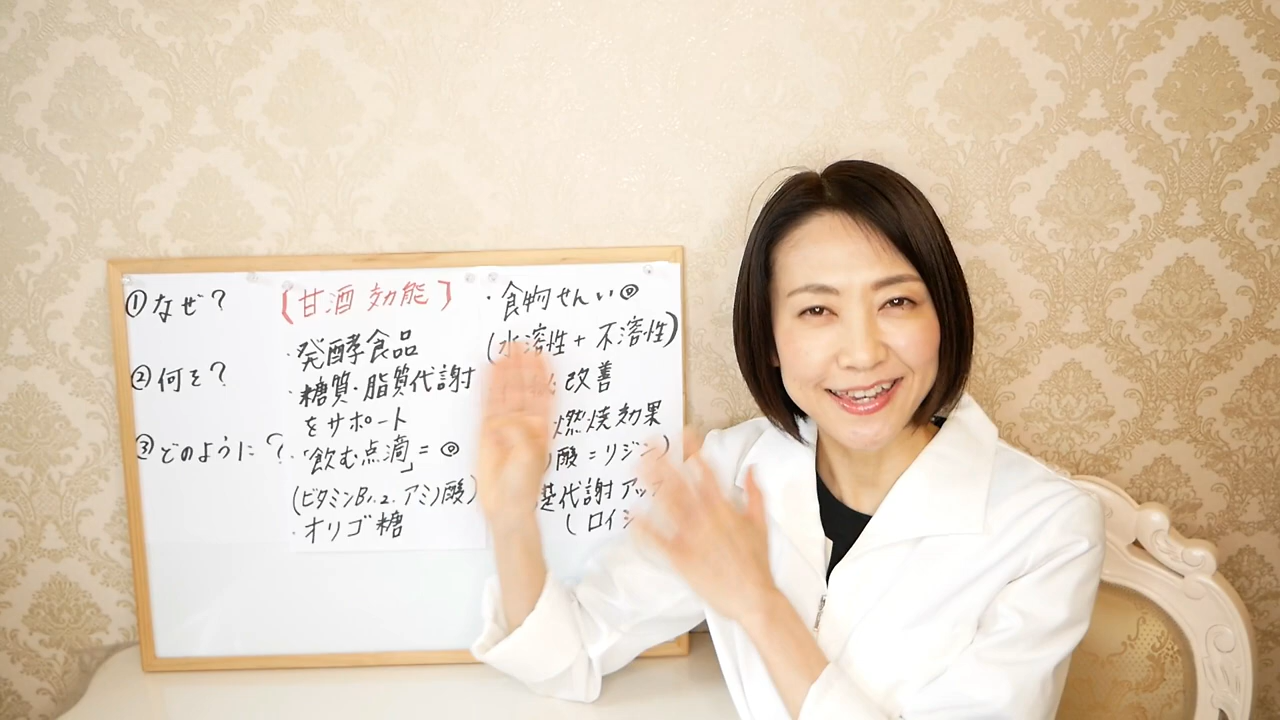 ①なぜ?
②何を?
③どのように?
【甘酒 効能】
・発酵食品
・糖質・脂質代謝
をサポート
・「飲む点滴」=◎
(ビタミンB1.2. アミノ酸)
・オリゴ糖
・食物せんい◎
(水溶性+不溶性)
改善
燃焼効果
酸=リジン)
基代謝アッ
(ロイシ